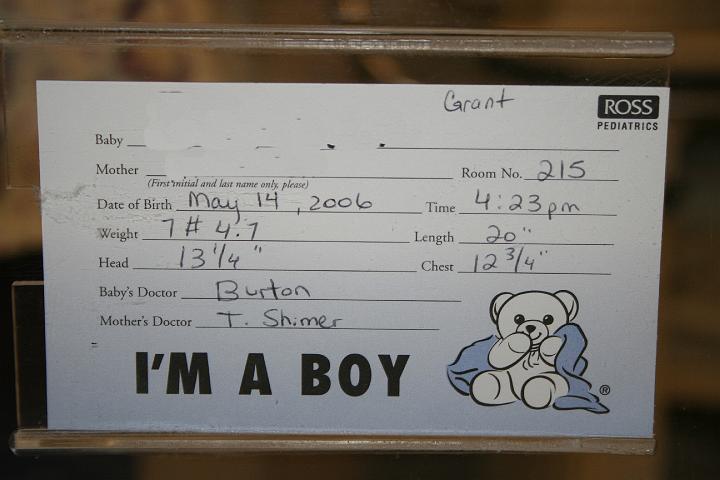 Grant
ROSS
PEDIATRICS
Baby
Mother
(First initial and last name only, please)
Room No. 215
Date of Birth May 14, 2006 Time 4:23pm
Weight 7# 4.7 Length 20"
Head 13 1/4" Chest 12 3/4"
Baby's Doctor Burton
Mother's Doctor T. Shimer
I'M A BOY
®